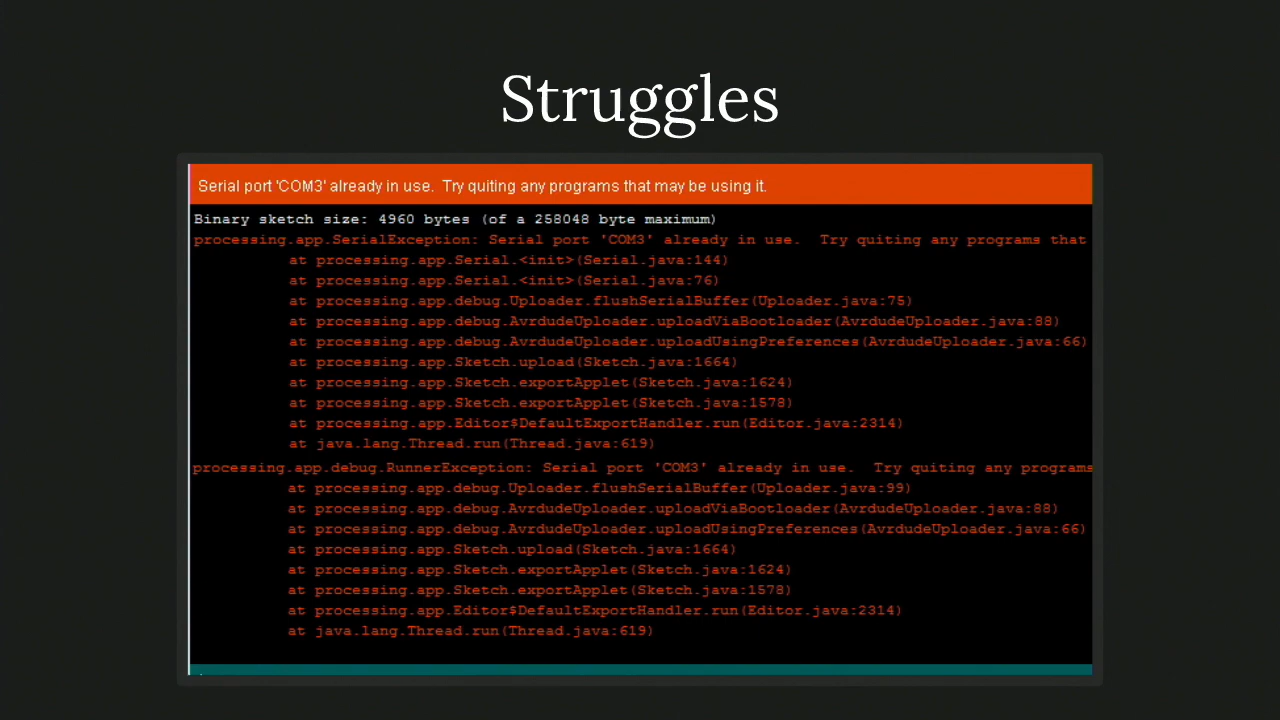 Struggles
Serial port 'COM3' already in use. Try quiting any programs that may be using it.
Binary sketch size: 4960 bytes (of a 258048 byte maximum)
processing.app.SerialException: Serial port 'COM3' already in use. Try quiting any programs that
at processing.app.Serial.<init>(Serial.java:144)
at processing.app.Serial.<init>(Serial.java:76)
at processing.app.debug.Uploader.flushSerialBuffer(Uploader.java:75)
at processing.app.debug.AvrdudeUploader.uploadViaBootloader(AvrdudeUploader.java:88)
at processing.app.debug.AvrdudeUploader.uploadUsingPreferences(AvrdudeUploader.java:66)
at processing.app.Sketch.upload(Sketch.java:1664)
at processing.app.Sketch.exportApplet(Sketch.java:1624)
at processing.app.Sketch.exportApplet(Sketch.java:1578)
at processing.app.Editor$DefaultExportHandler.run(Editor.java:2314)
at java.lang.Thread.run(Thread.java:619)
processing.app.debug.RunnerException: Serial port 'COM3' already in use. Try quiting any programs
at processing.app.debug.Uploader.flushSerialBuffer(Uploader.java:99)
at processing.app.debug.AvrdudeUploader.uploadViaBootloader(AvrdudeUploader.java:88)
at processing.app.debug.AvrdudeUploader.uploadUsingPreferences(AvrdudeUploader.java:66)
at processing.app.Sketch.upload(Sketch.java:1664)
at processing.app.Sketch.exportApplet(Sketch.java:1624)
at processing.app.Sketch.exportApplet(Sketch.java:1578)
at processing.app.Editor$DefaultExportHandler.run(Editor.java:2314)
at java.lang.Thread.run(Thread.java:619)